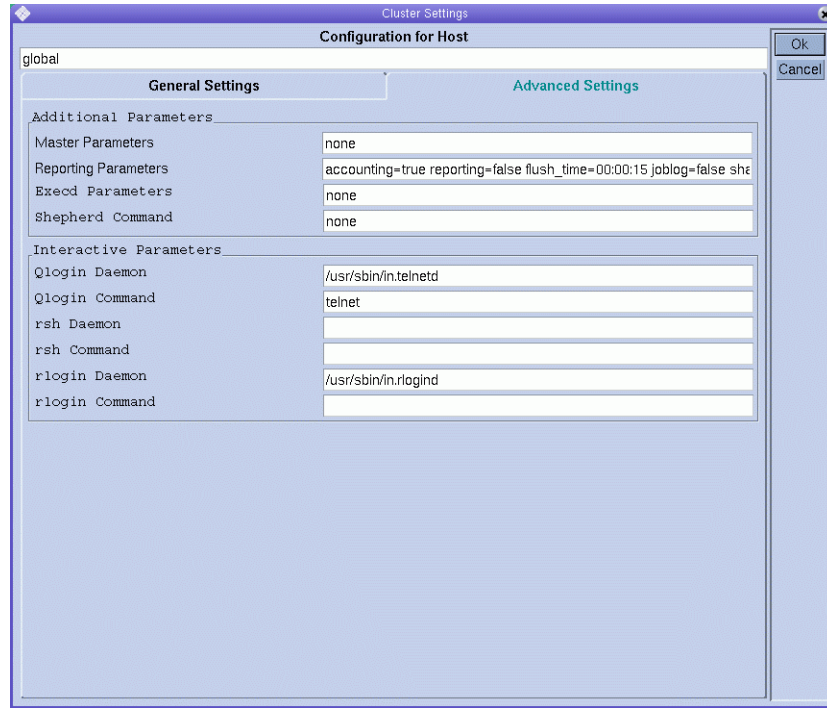 Cluster Settings
Configuration for Host
Ok
global
Cancel
General Settings
Advanced Settings
Additional Parameters
Master Parameters
none
Reporting Parameters
accounting=true reporting=false flush_time=00:00:15 joblog=false sha
Execd Parameters
none
Shepherd Command
none
Interactive Parameters
Qlogin Daemon
/usr/sbin/in.telnetd
Qlogin Command
telnet
rsh Daemon
rsh Command
rlogin Daemon
/usr/sbin/in.rlogind
rlogin Command